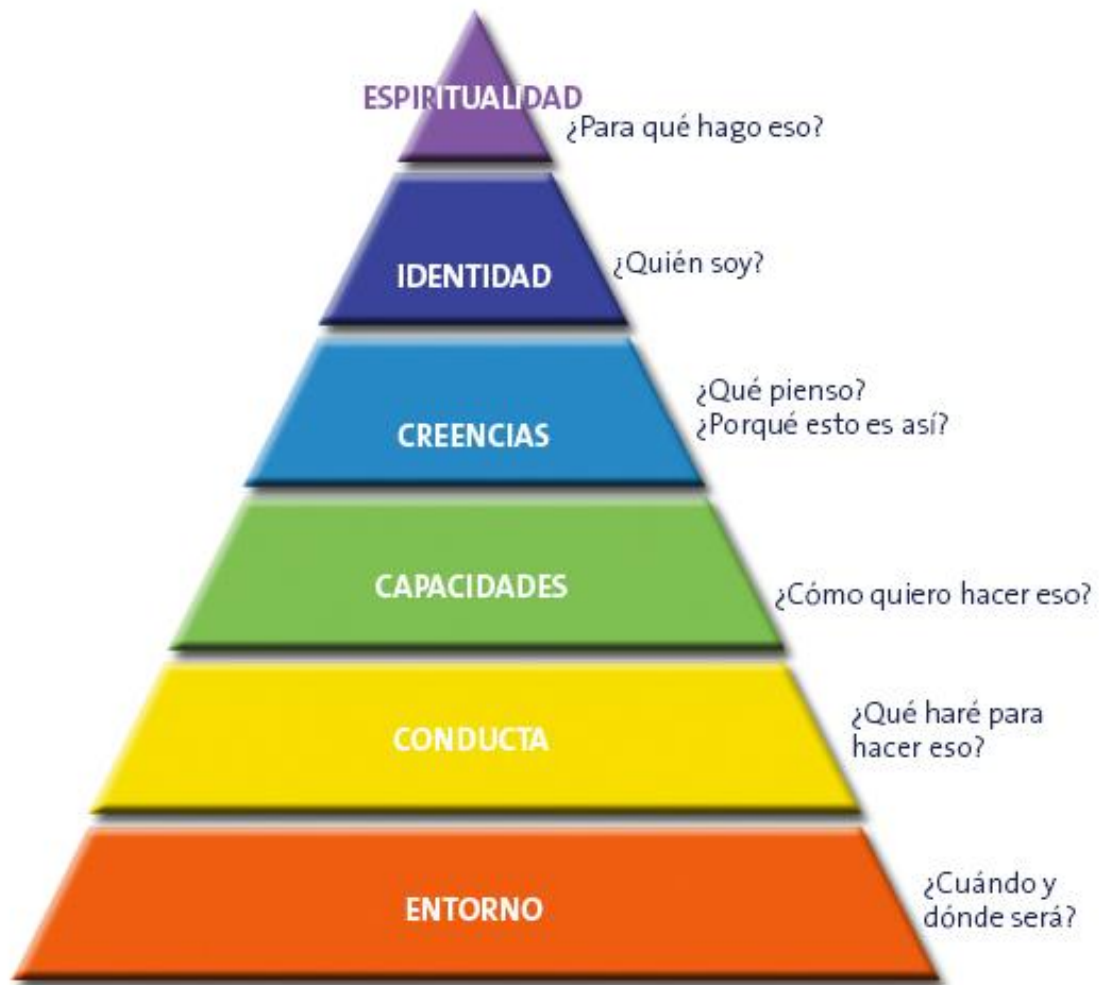 ESPIRITUALIDAD
¿Para qué hago eso?
IDENTIDAD
¿Quién soy?
CREENCIAS
¿Qué pienso?
¿Porqué esto es así?
CAPACIDADES
¿Cómo quiero hacer eso?
CONDUCTA
¿Qué haré para
hacer eso?
ENTORNO
¿Cuándo y
dónde será?